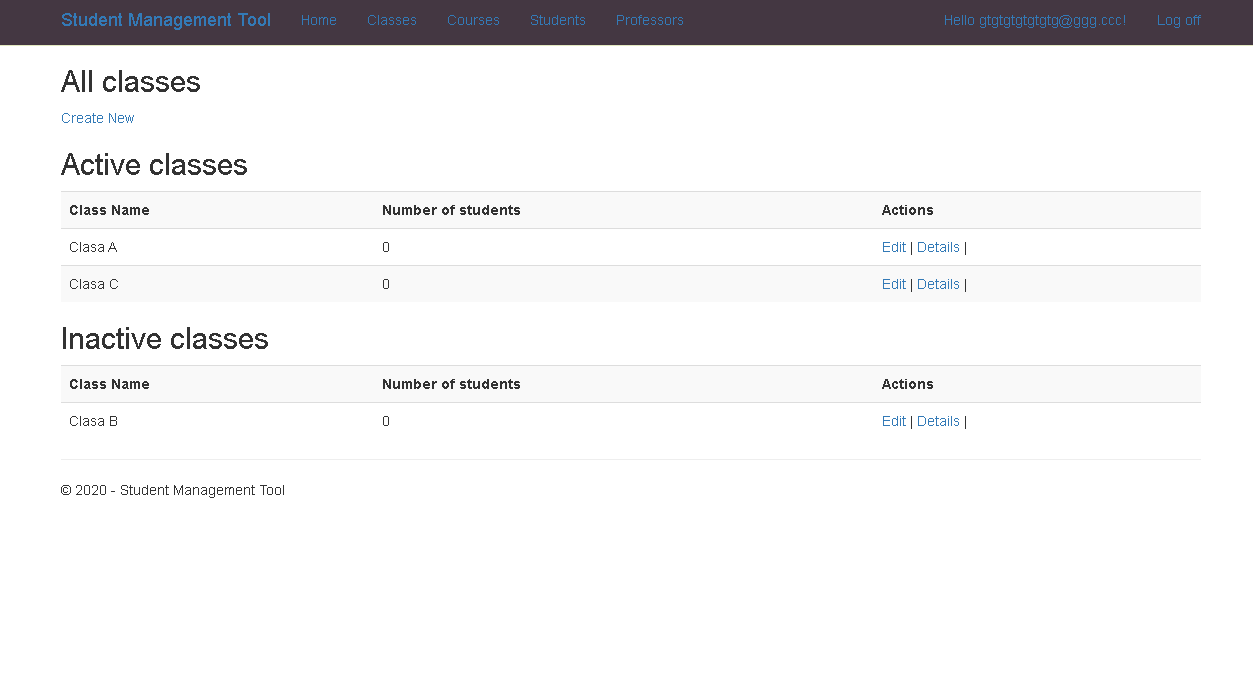 Student Management Tool Home Classes Courses Students Professors Hello gtgtgtgtgtgtg@ggg.ccc! Log off
All classes
Create New
Active classes
Class Name Number of students Actions
Clasa A 0 Edit | Details |
Clasa C 0 Edit | Details |
Inactive classes
Class Name Number of students Actions
Clasa B 0 Edit | Details |
© 2020 - Student Management Tool